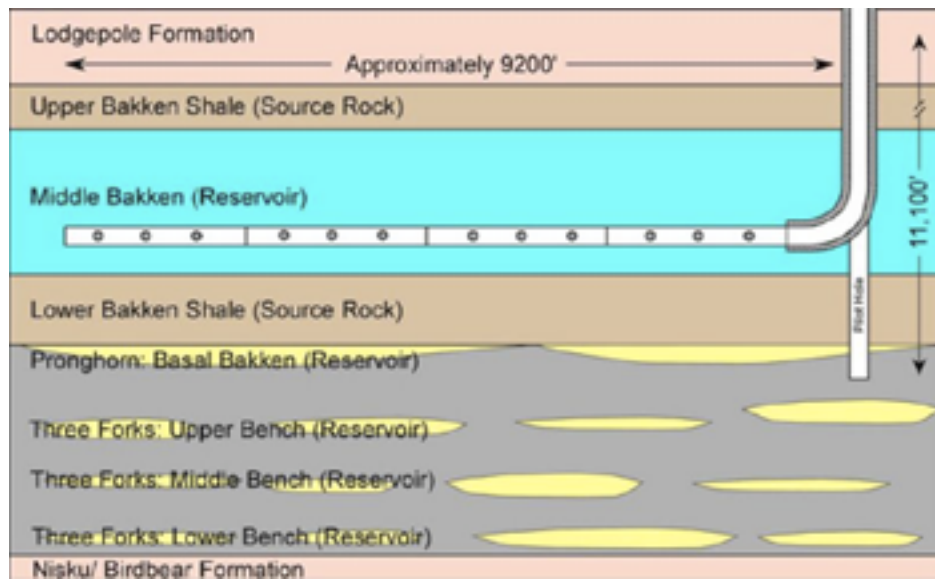 Lodgepole Formation
Approximately 9200'
Upper Bakken Shale (Source Rock)
Middle Bakken (Reservoir)
11,100'
Lower Bakken Shale (Source Rock)
Pilot Hole
Pronghorn: Basal Bakken (Reservoir)
Three Forks: Upper Bench (Reservoir)
Three Forks: Middle Bench (Reservoir)
Three Forks: Lower Bench (Reservoir)
Nisku/ Birdbear Formation